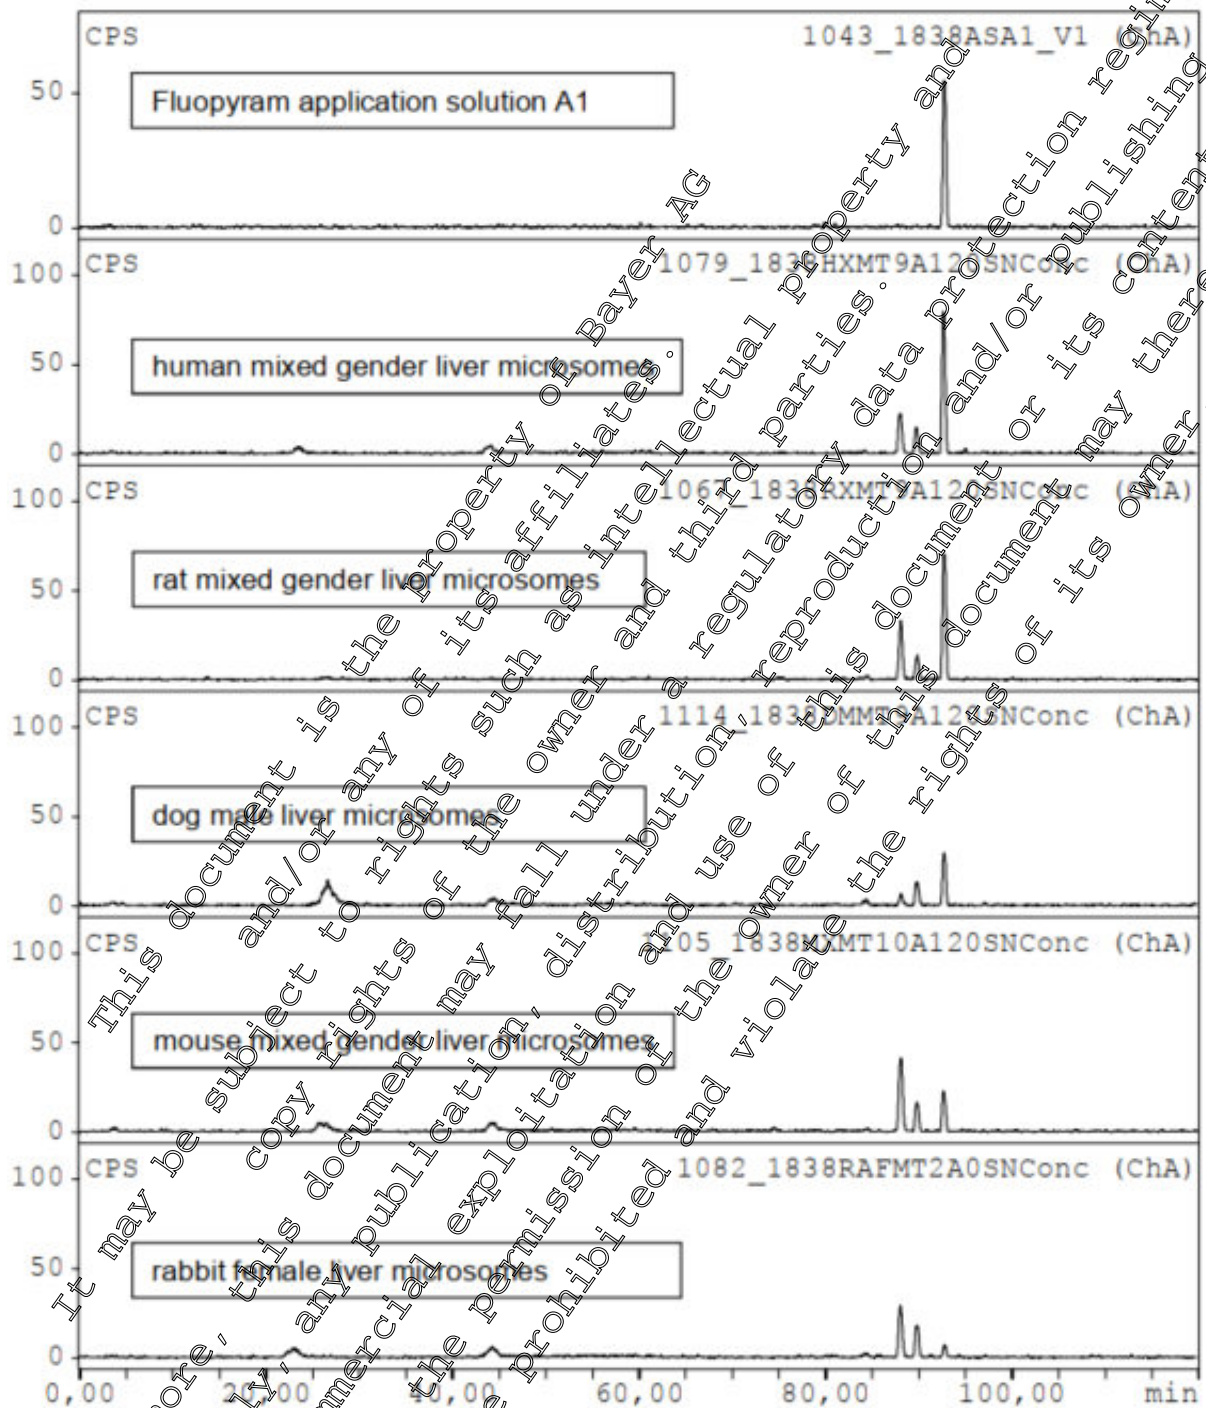 CPS 1043_1838ASA1_V1 (ChA)
50
Fluopyram application solution A1
0
CPS 1079_1838HXMT9A120SNConc (ChA)
100
50
human mixed gender liver microsomes
0
CPS 1067_1838RXMT9A120SNConc (ChA)
100
50
rat mixed gender liver microsomes
0
CPS 1114_1838DMMT9A120SNConc (ChA)
100
50
dog male liver microsomes
0
CPS 1105_1838MXMT10A120SNConc (ChA)
100
50
mouse mixed gender liver microsomes
0
CPS 1082_1838RAFMT2A0SNConc (ChA)
100
50
rabbit female liver microsomes
0
0,00 20,00 40,00 60,00 80,00 100,00 min
This document is the property of Bayer AG
and/or any of its affiliates.
It may be subject to rights such as intellectual property and
copy rights of the owner and third parties.
this document may fall under a regulatory data protection
any publication, distribution, reproduction and/or publishing
exploitation and use of this document or its
the permission of the owner of this document may
prohibited and violate the rights of its owner